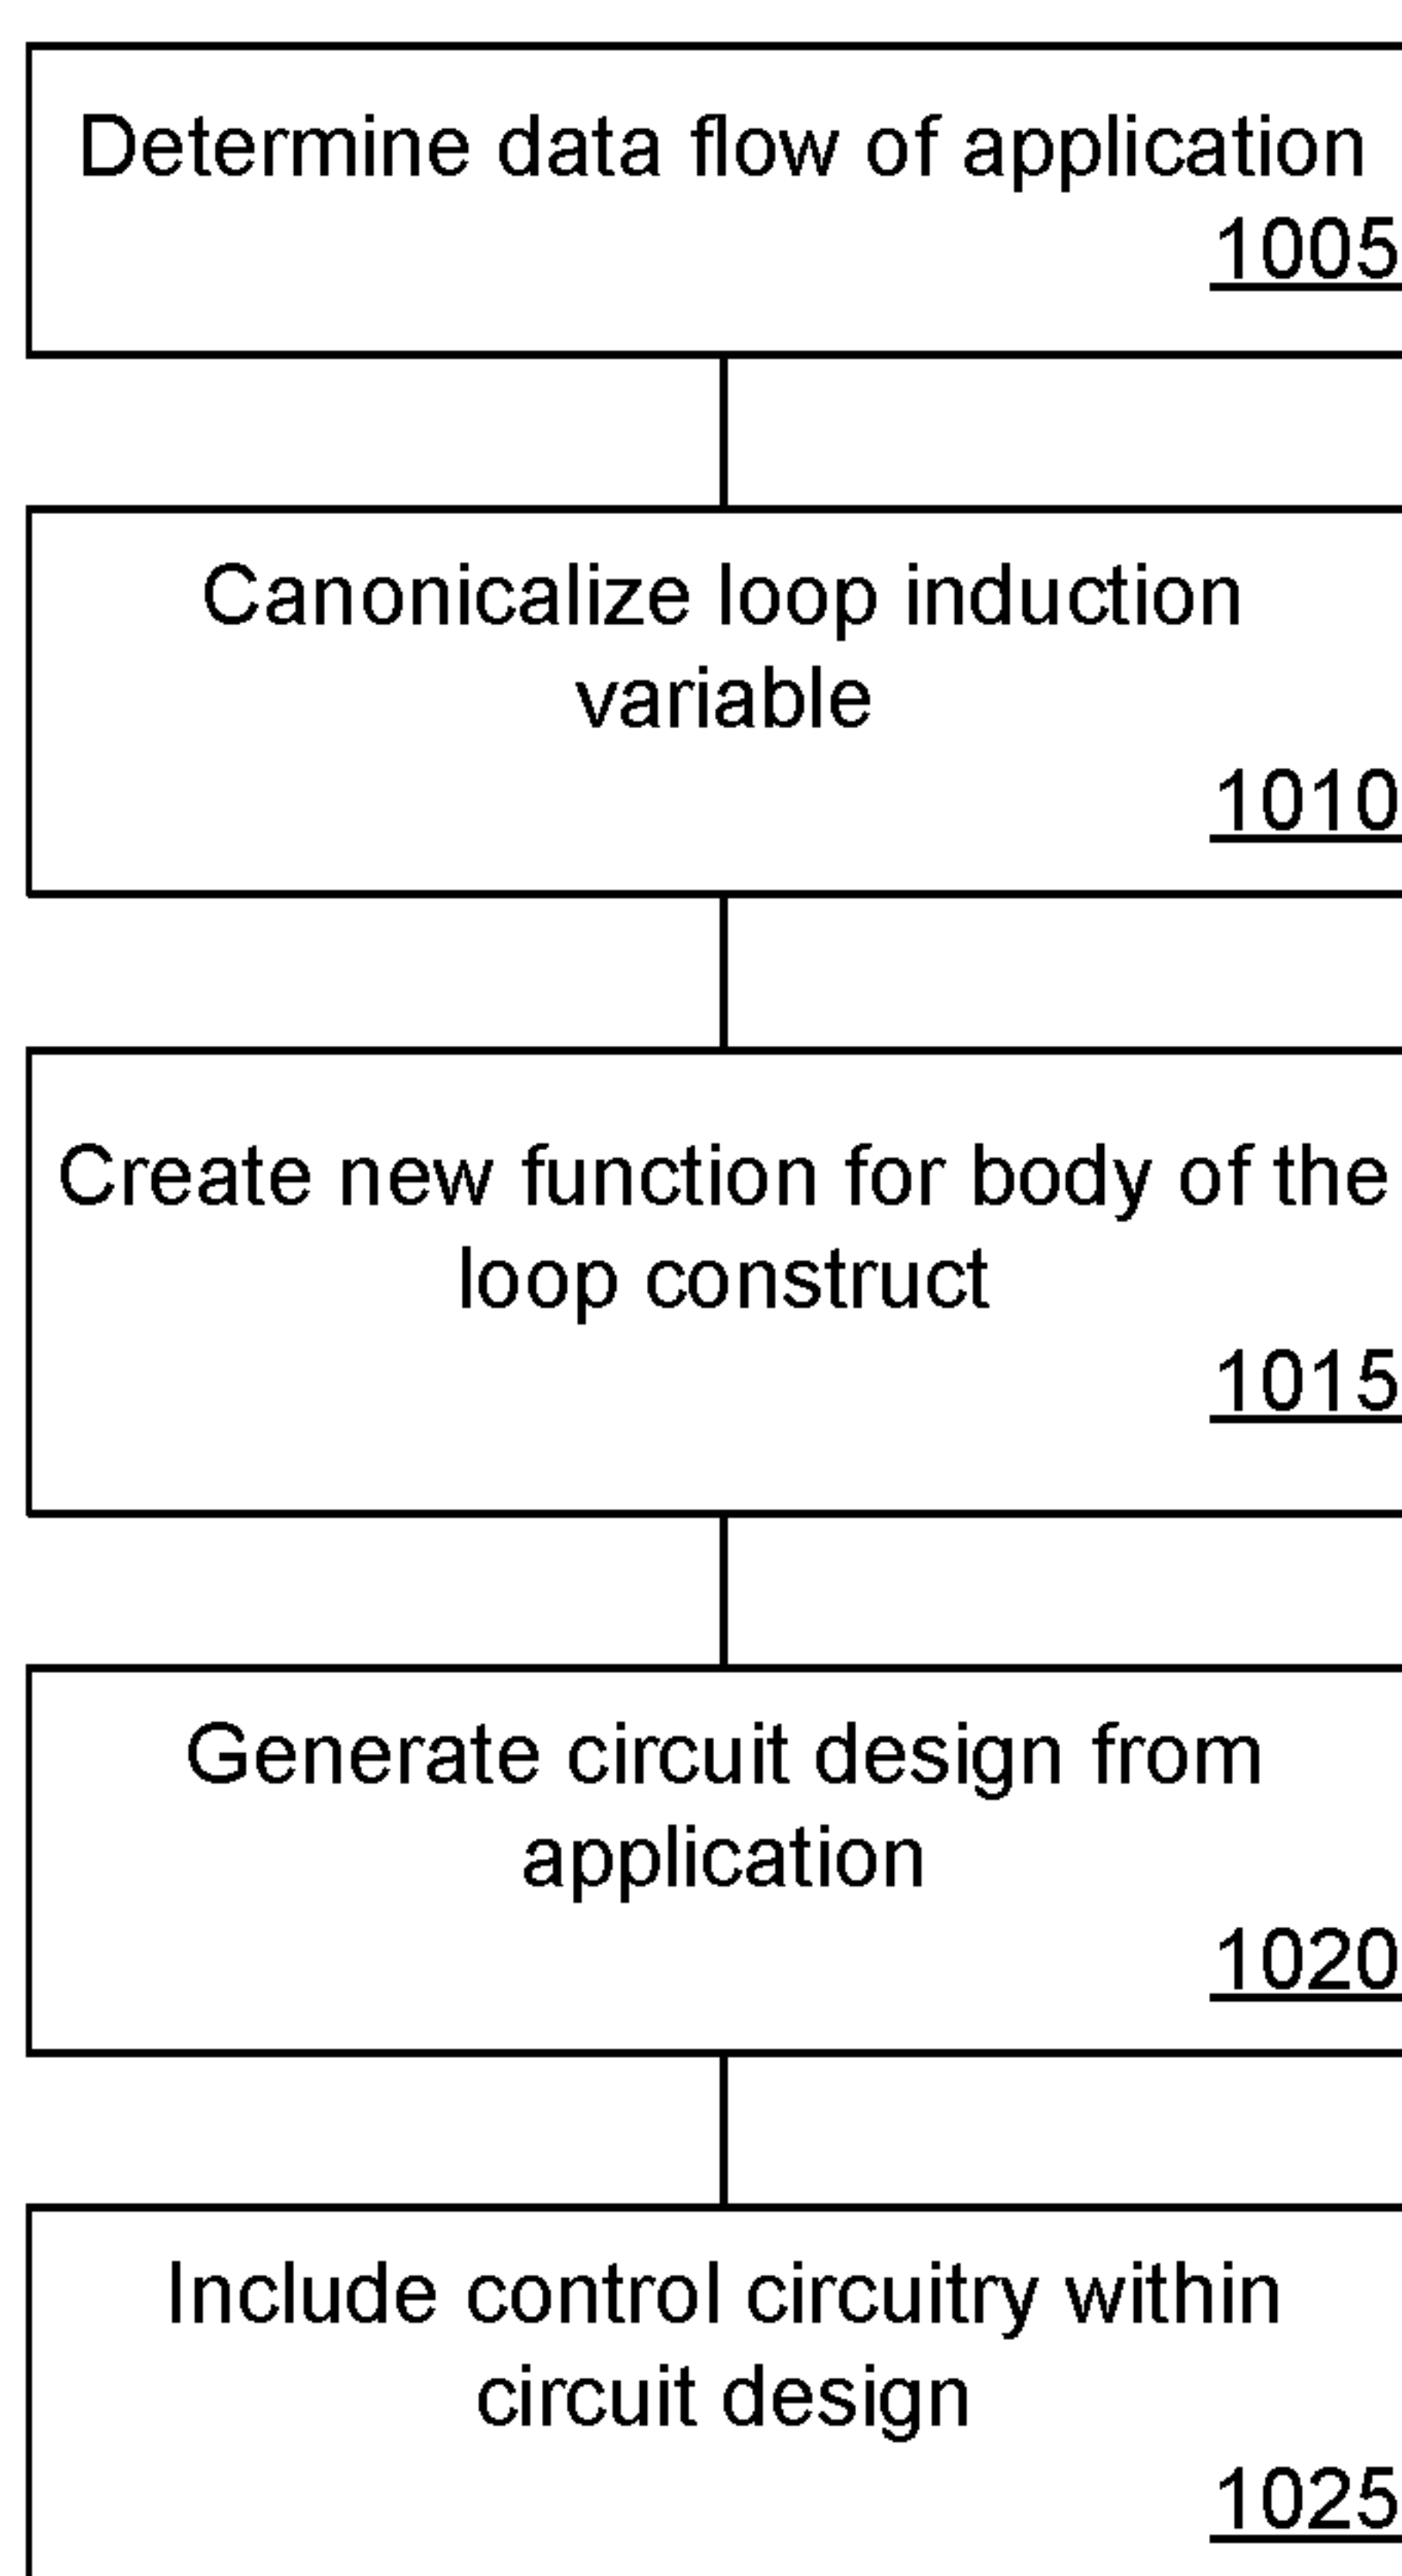 Determine data flow of application
1005
Canonicalize loop induction
variable
1010
Create new function for body of the
loop construct
1015
Generate circuit design from
application
1020
Include control circuitry within
circuit design
1025